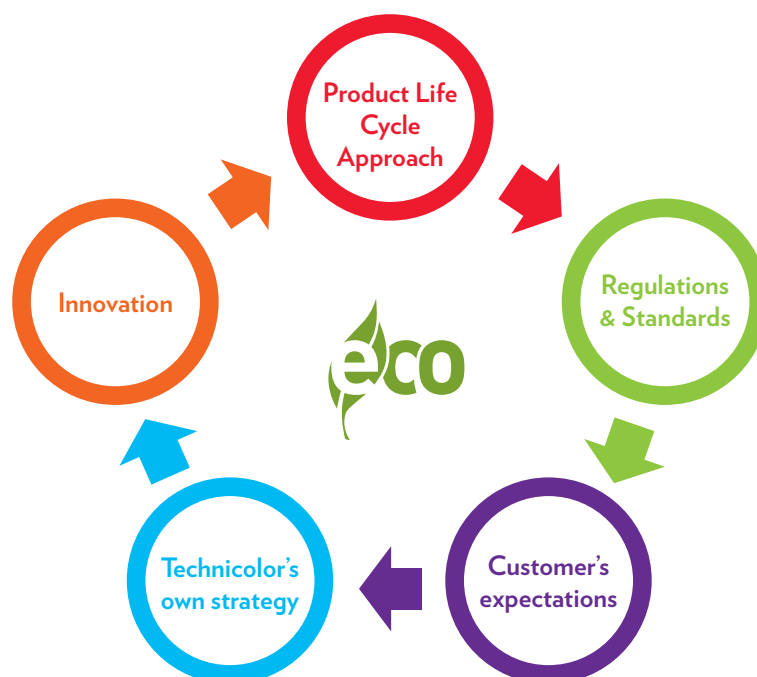 Product Life
Cycle
Approach
Regulations
& Standards
Innovation
eco
Customer’s
expectations
Technicolor’s
own strategy